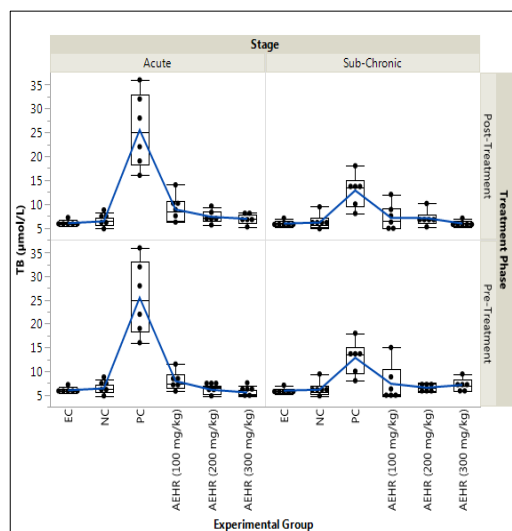 Stage
Acute Sub-Chronic
35
30
25
20
15
10
5
Post-Treatment
35
30
25
20
15
10
5
Pre-Treatment
Treatment Phase
TB (µmol/L)
EC
NC
PC
AEHR (100 mg/kg)
AEHR (200 mg/kg)
AEHR (300 mg/kg)
EC
NC
PC
AEHR (100 mg/kg)
AEHR (200 mg/kg)
AEHR (300 mg/kg)
Experimental Group